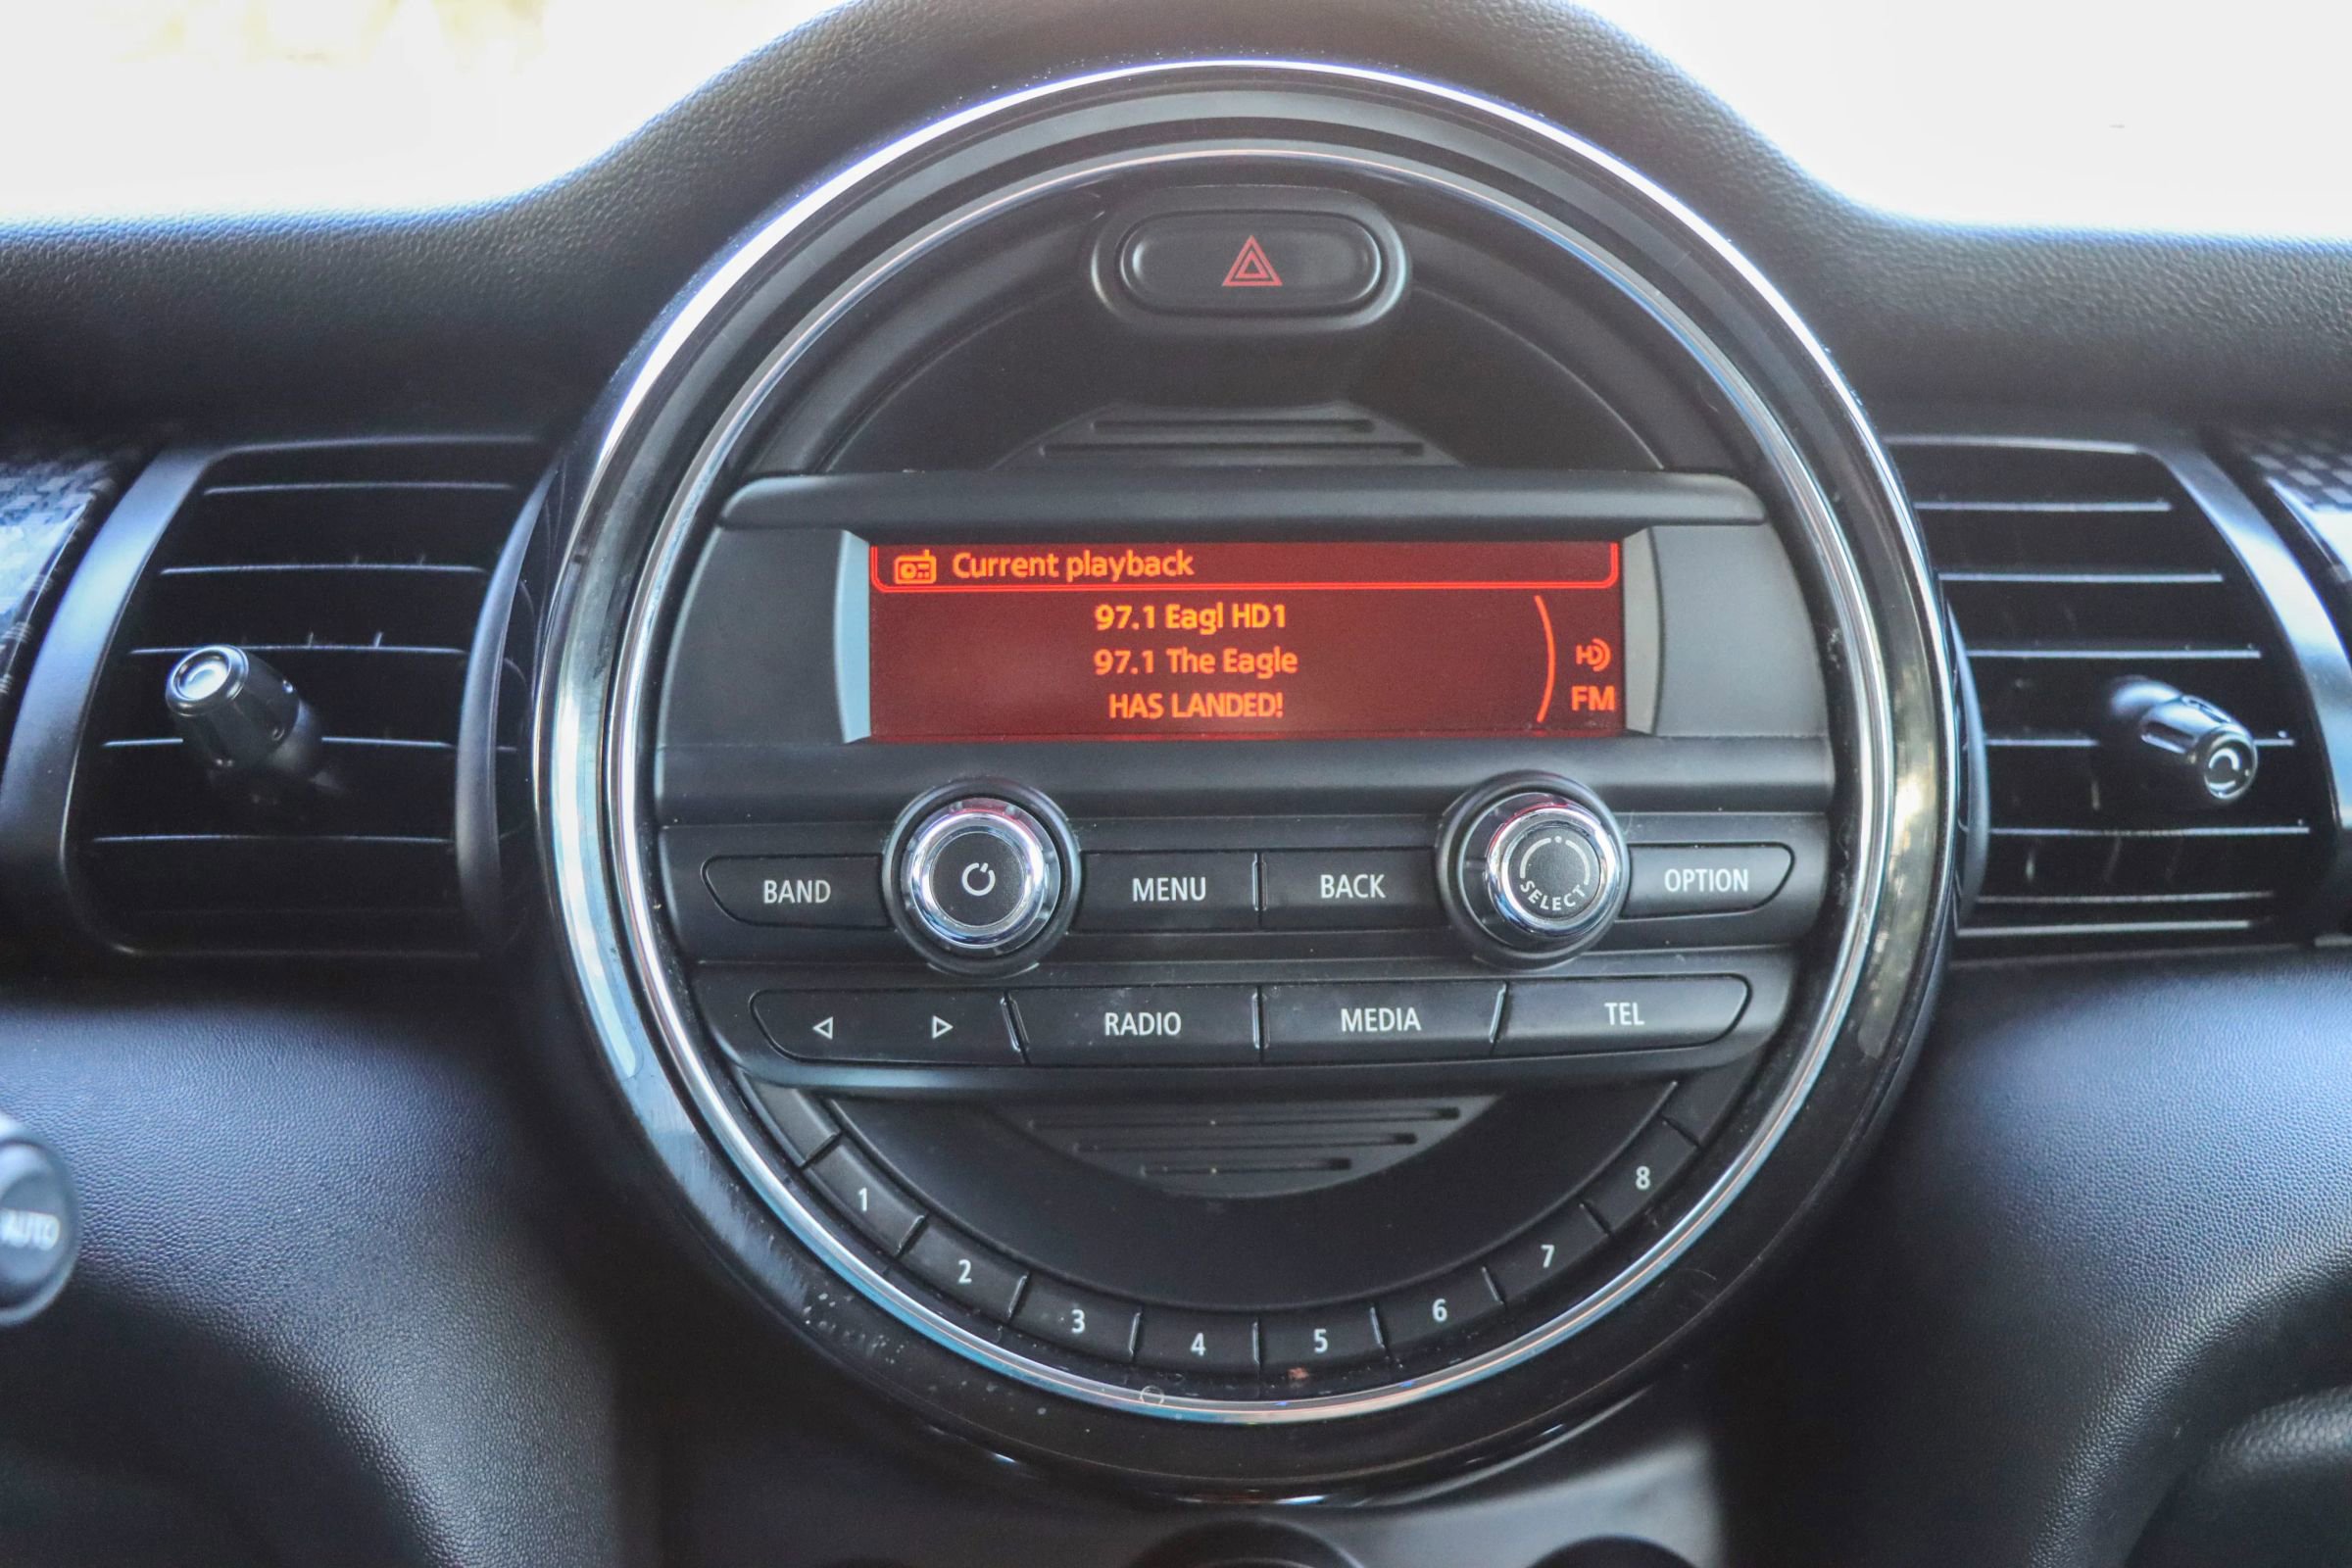 Current playback
97.1 Eagl HD1
97.1 The Eagle
HAS LANDED!
HD
FM
BAND
MENU
BACK
SELECT
OPTION
RADIO
MEDIA
TEL
1
2
3
4
5
6
7
8
AUTO